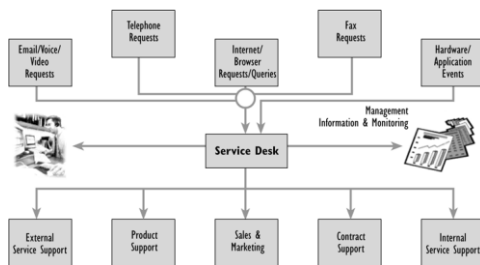 Telephone
Requests
Fax
Requests
Email/Voice/
Video
Requests
Internet/
Browser
Requests/Queries
Hardware/
Application
Events
Management
Information & Monitoring
Service Desk
External
Service Support
Product
Support
Sales &
Marketing
Contract
Support
Internal
Service Support